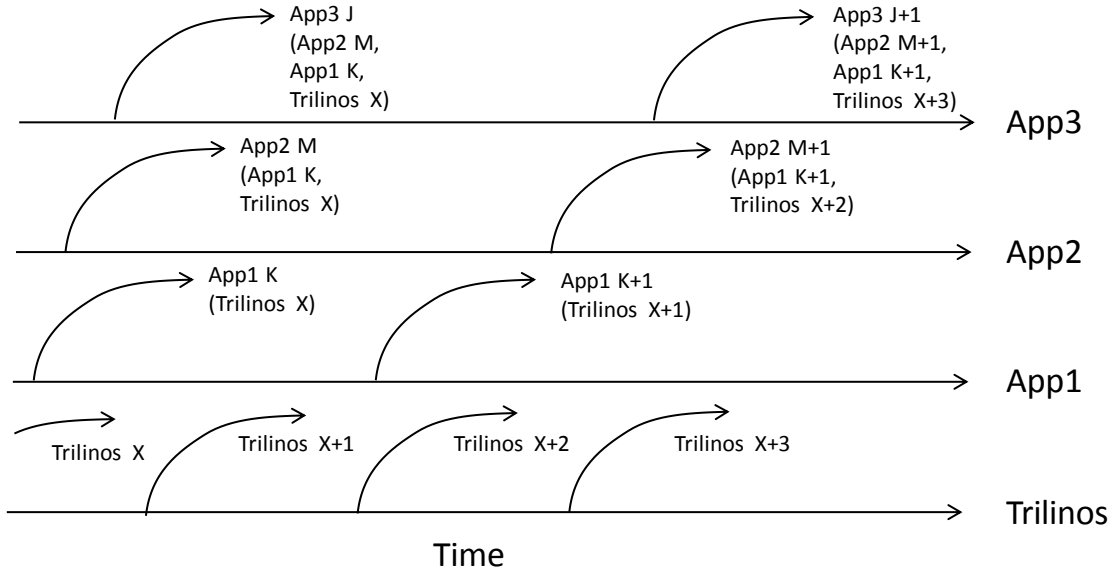 App3 J
(App2 M,
App1 K,
Trilinos X)
App3 J+1
(App2 M+1,
App1 K+1,
Trilinos X+3)
App3
App2 M
(App1 K,
Trilinos X)
App2 M+1
(App1 K+1,
Trilinos X+2)
App2
App1 K
(Trilinos X)
App1 K+1
(Trilinos X+1)
App1
Trilinos X
Trilinos X+1
Trilinos X+2
Trilinos X+3
Trilinos
Time